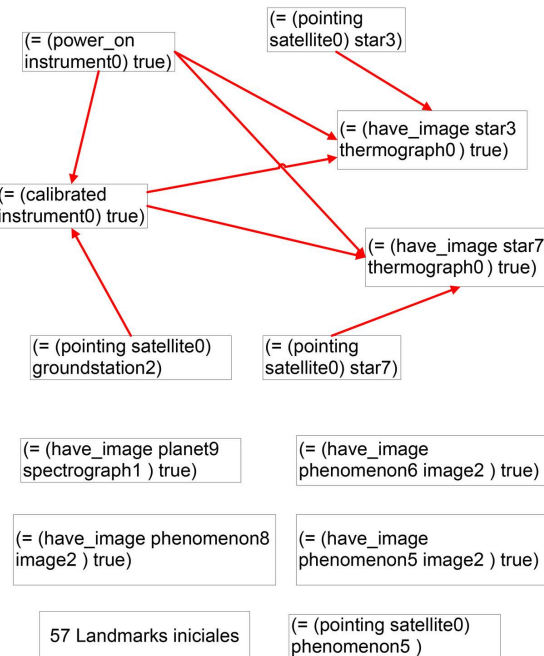 (= (power_on
instrument0) true)
(= (pointing
satellite0) star3)
(= (have_image star3
thermograph0 ) true)
(= (calibrated
instrument0) true)
(= (have_image star7
thermograph0 ) true)
(= (pointing satellite0)
groundstation2)
(= (pointing
satellite0) star7)
(= (have_image planet9
spectrograph1 ) true)
(= (have_image
phenomenon6 image2 ) true)
(= (have_image phenomenon8
image2 ) true)
(= (have_image
phenomenon5 image2 ) true)
57 Landmarks iniciales
(= (pointing satellite0)
phenomenon5 )